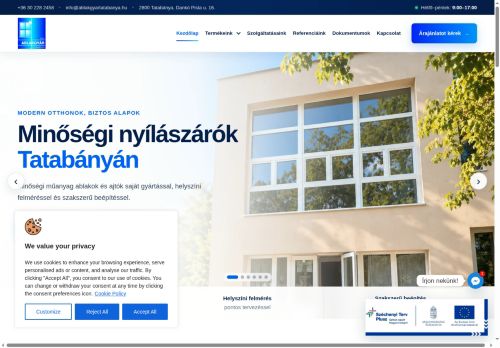 +36 30 228 2458 • info@ablakgyartatabanya.hu • 2800 Tatabánya, Dankó Pista u. 16. Hétfő–péntek: 9:00–17:00
Kezdőlap Termékeink Szolgáltatásaink Referenciáink Dokumentumok Kapcsolat Árajánlatot kérek →
MODERN OTTHONOK, BIZTOS ALAPOK
Minőségi nyílászárók
Tatabányán
Minőségi műanyag ablakok és ajtók saját gyártással, helyszíni
felméréssel és szakszerű beépítéssel.
We value your privacy
We use cookies to enhance your browsing experience, serve
personalised ads or content, and analyse our traffic. By
clicking "Accept All", you consent to our use of cookies. You
can change or withdraw your consent at any time by clicking
the consent preferences icon. Cookie Policy
Customize Reject All Accept All
Írjon nekünk!
1
Helyszíni felmérés
pontos tervezéssel
Szakszerű beépítés
Széchenyi Terv
Plusz